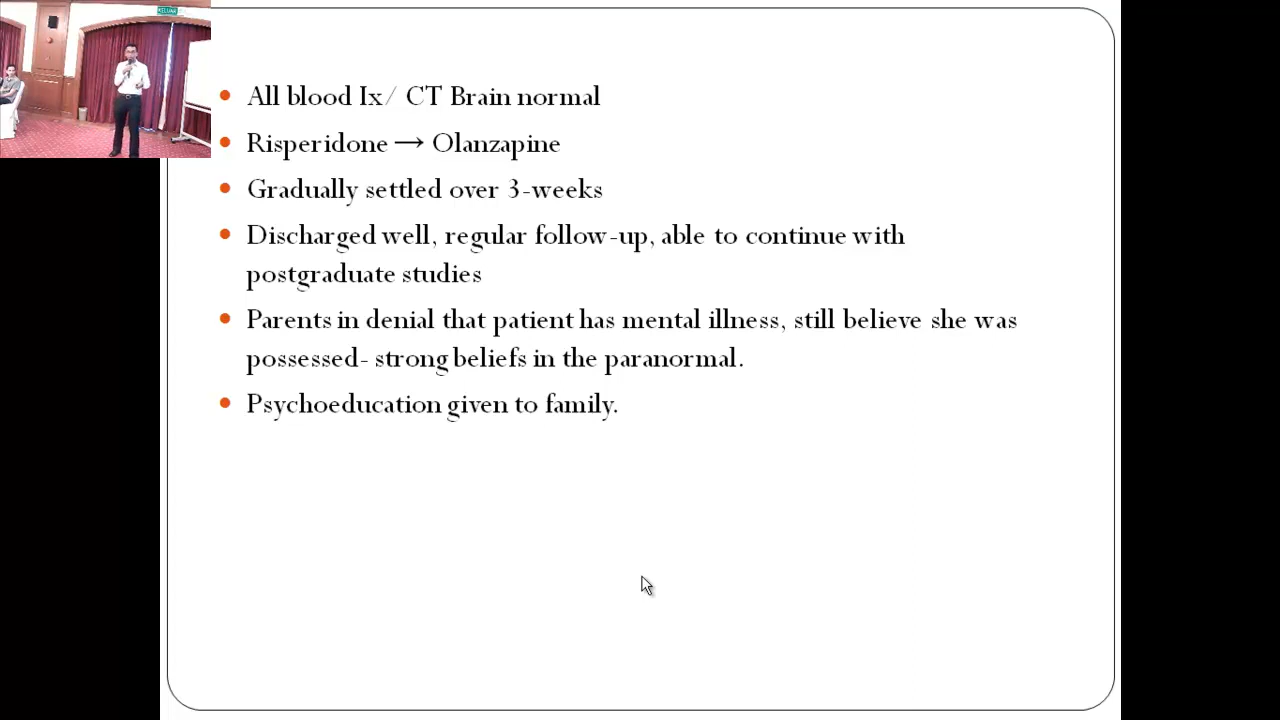 KELUAR
All blood Ix/ CT Brain normal
Risperidone → Olanzapine
Gradually settled over 3-weeks
Discharged well, regular follow-up, able to continue with
postgraduate studies
Parents in denial that patient has mental illness, still believe she was
possessed- strong beliefs in the paranormal.
Psychoeducation given to family.